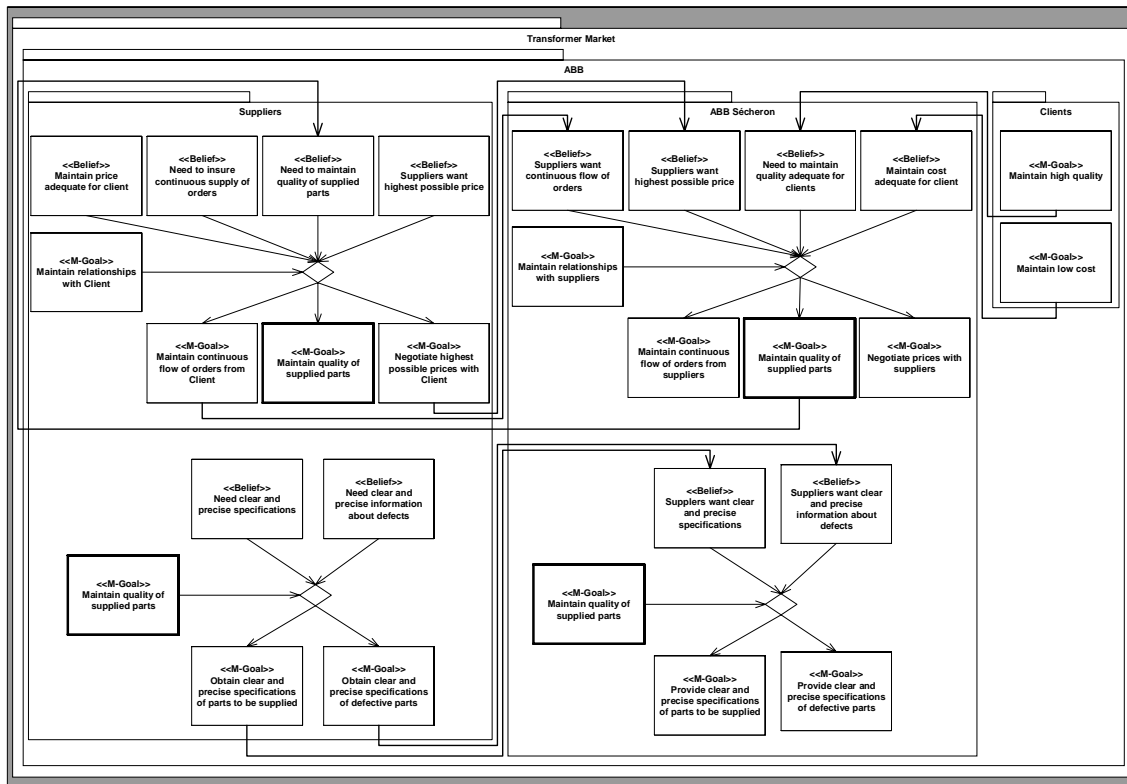 Transformer Market
ABB
Suppliers
ABB Sécheron
Clients
<<Belief>>
Maintain price
adequate for client
<<Belief>>
Need to insure
continuous supply of
orders
<<Belief>>
Need to maintain
quality of supplied
parts
<<Belief>>
Suppliers want
highest possible price
<<Belief>>
Suppliers want
continuous flow of
orders
<<Belief>>
Suppliers want
highest possible price
<<Belief>>
Need to maintain
quality adequate for
clients
<<Belief>>
Maintain cost
adequate for client
<<M-Goal>>
Maintain high quality
<<M-Goal>>
Maintain relationships
with Client
<<M-Goal>>
Maintain relationships
with suppliers
<<M-Goal>>
Maintain low cost
<<M-Goal>>
Maintain continuous
flow of orders from
Client
<<M-Goal>>
Maintain quality of
supplied parts
<<M-Goal>>
Negotiate highest
possible prices with
Client
<<M-Goal>>
Maintain continuous
flow of orders from
suppliers
<<M-Goal>>
Maintain quality of
supplied parts
<<M-Goal>>
Negotiate prices with
suppliers
<<Belief>>
Need clear and
precise specifications
<<Belief>>
Need clear and
precise information
about defects
<<Belief>>
Supplers want clear
and precise
specifications
<<Belief>>
Suppliers want clear
and precise
information about
defects
<<M-Goal>>
Maintain quality of
supplied parts
<<M-Goal>>
Maintain quality of
supplied parts
<<M-Goal>>
Obtain clear and
precise specifications
of parts to be supplied
<<M-Goal>>
Obtain clear and
precise specifications
of defective parts
<<M-Goal>>
Provide clear and
precise specifications
of parts to be supplied
<<M-Goal>>
Provide clear and
precise specifications
of defective parts